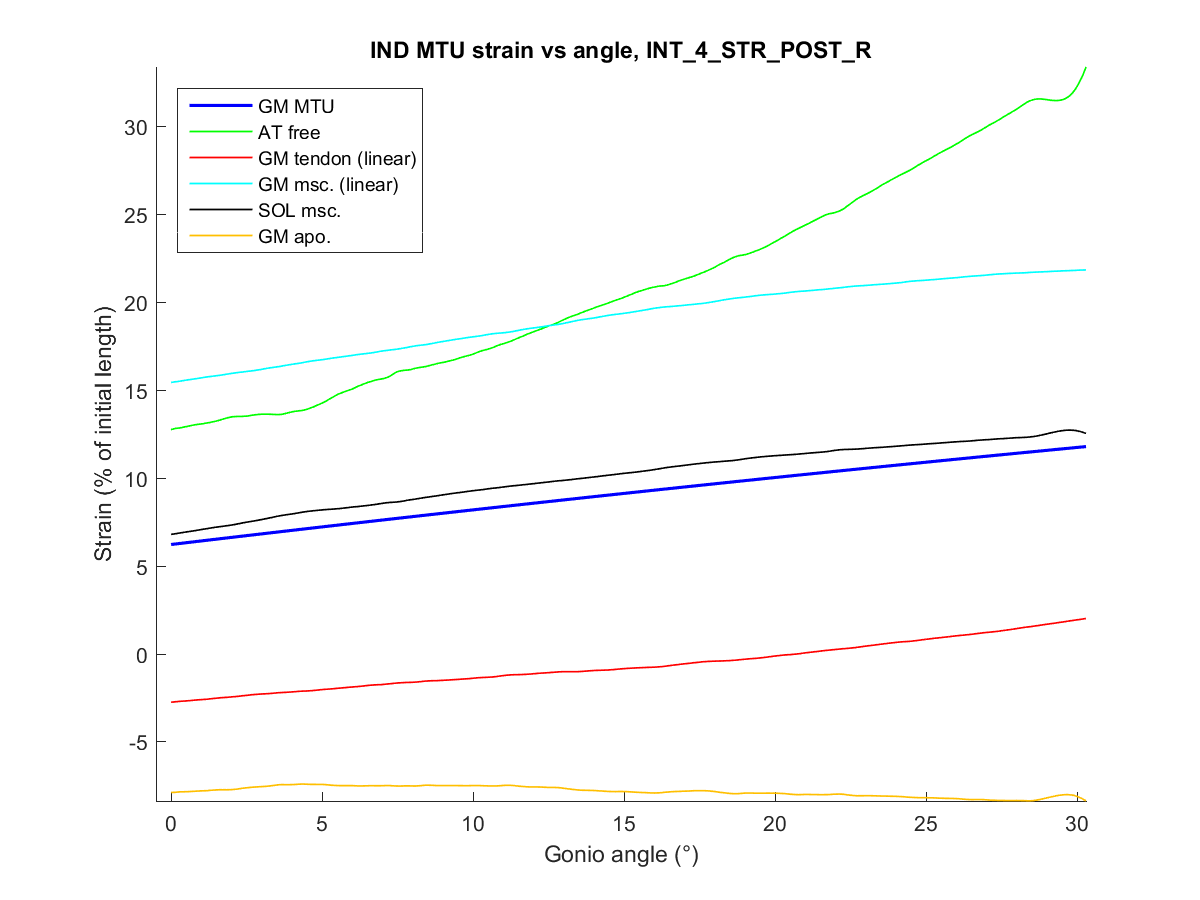 IND MTU strain vs angle, INT_4_STR_POST_R
GM MTU
AT free
GM tendon (linear)
GM msc. (linear)
SOL msc.
GM apo.
Strain (% of initial length)
30
25
20
15
10
5
0
-5
0 5 10 15 20 25 30
Gonio angle (°)